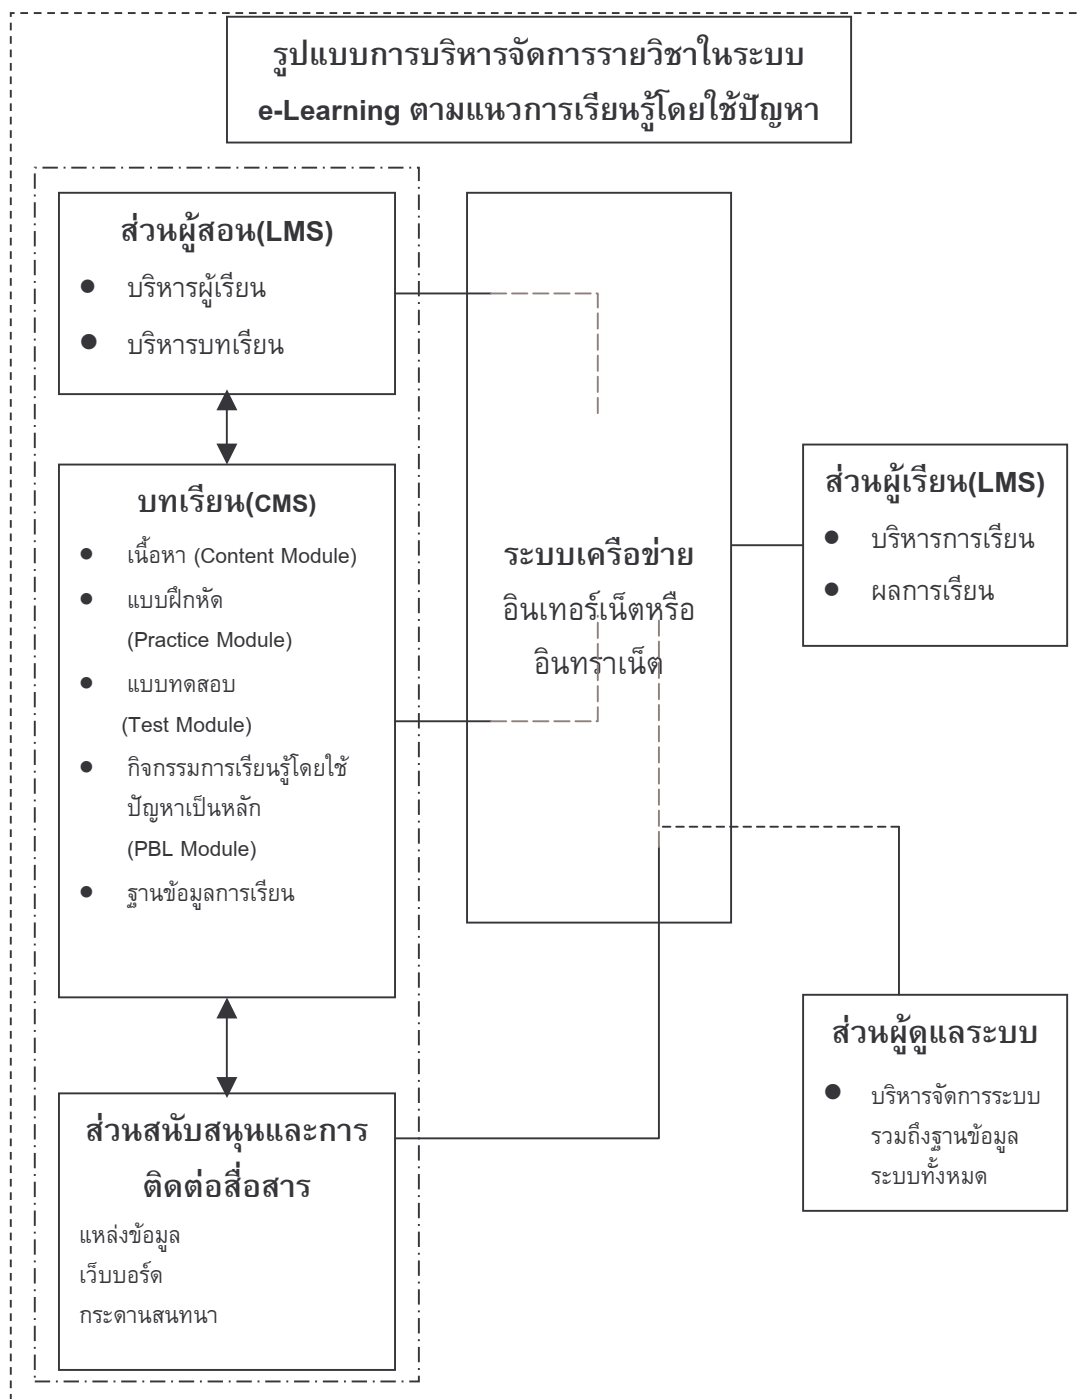 รูปแบบการบริหารจัดการรายวิชาในระบบ
e-Learning ตามแนวการเรียนรู้โดยใช้ปัญหา
ส่วนผู้สอน(LMS)
● บริหารผู้เรียน
● บริหารบทเรียน
บทเรียน(CMS)
● เนื้อหา (Content Module)
● แบบฝึกหัด
(Practice Module)
● แบบทดสอบ
(Test Module)
● กิจกรรมการเรียนรู้โดยใช้
ปัญหาเป็นหลัก
(PBL Module)
● ฐานข้อมูลการเรียน
ส่วนสนับสนุนและการ
ติดต่อสื่อสาร
แหล่งข้อมูล
เว็บบอร์ด
กระดานสนทนา
ระบบเครือข่าย
อินเทอร์เน็ตหรือ
อินทราเน็ต
ส่วนผู้เรียน(LMS)
● บริหารการเรียน
● ผลการเรียน
ส่วนผู้ดูแลระบบ
● บริหารจัดการระบบ
รวมถึงฐานข้อมูล
ระบบทั้งหมด